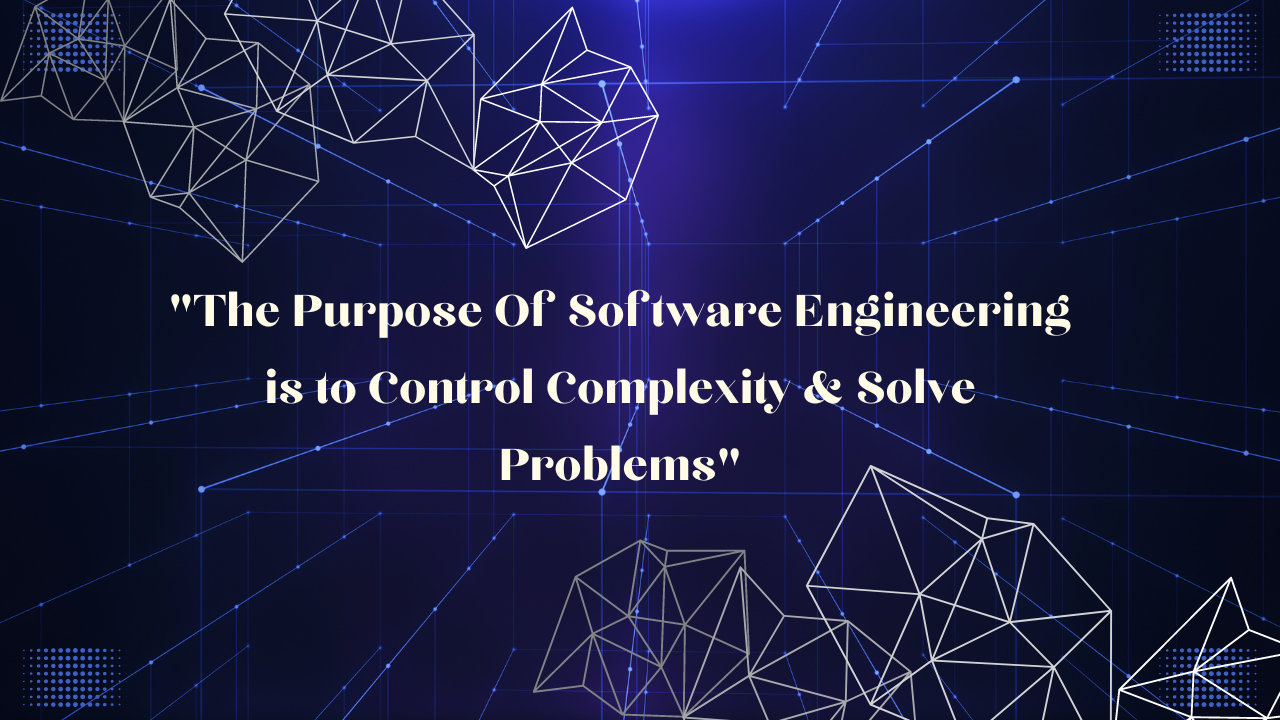 "The Purpose Of Software Engineering
is to Control Complexity & Solve
Problems"